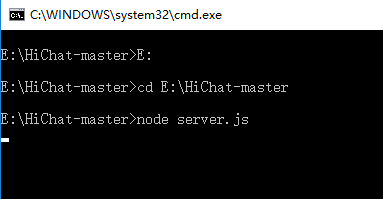 C:\WINDOWS\system32\cmd.exe
E:\HiChat-master>E:
E:\HiChat-master>cd E:\HiChat-master
E:\HiChat-master>node server.js